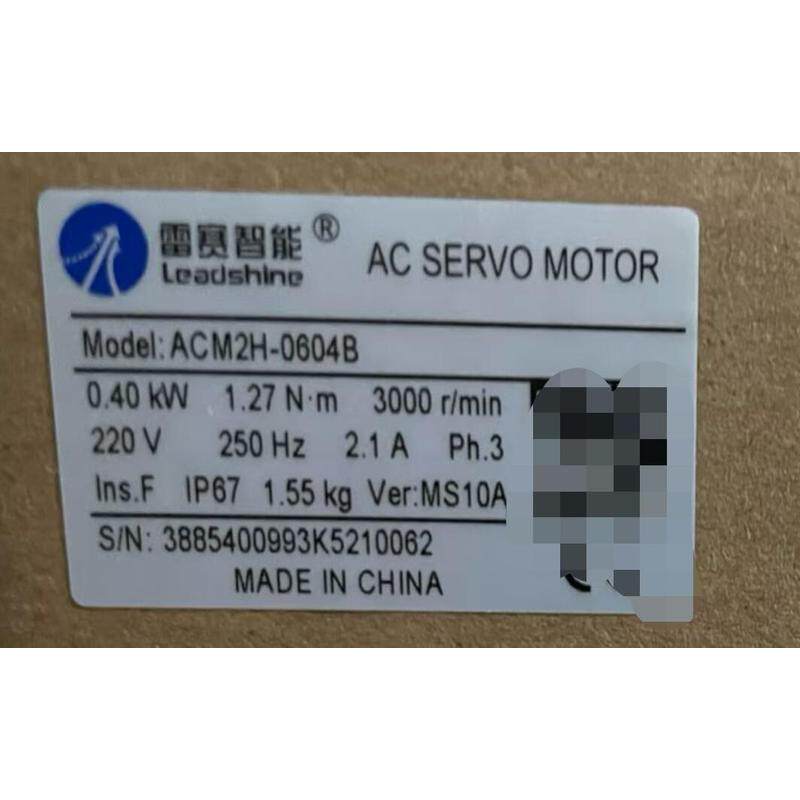 雷赛智能®
Leadshine
AC SERVO MOTOR
Model: ACM2H-0604B
0.40 kW 1.27 N·m 3000 r/min
220 V 250 Hz 2.1 A Ph.3
Ins.F IP67 1.55 kg Ver:MS10A
S/N: 3885400993K5210062
MADE IN CHINA